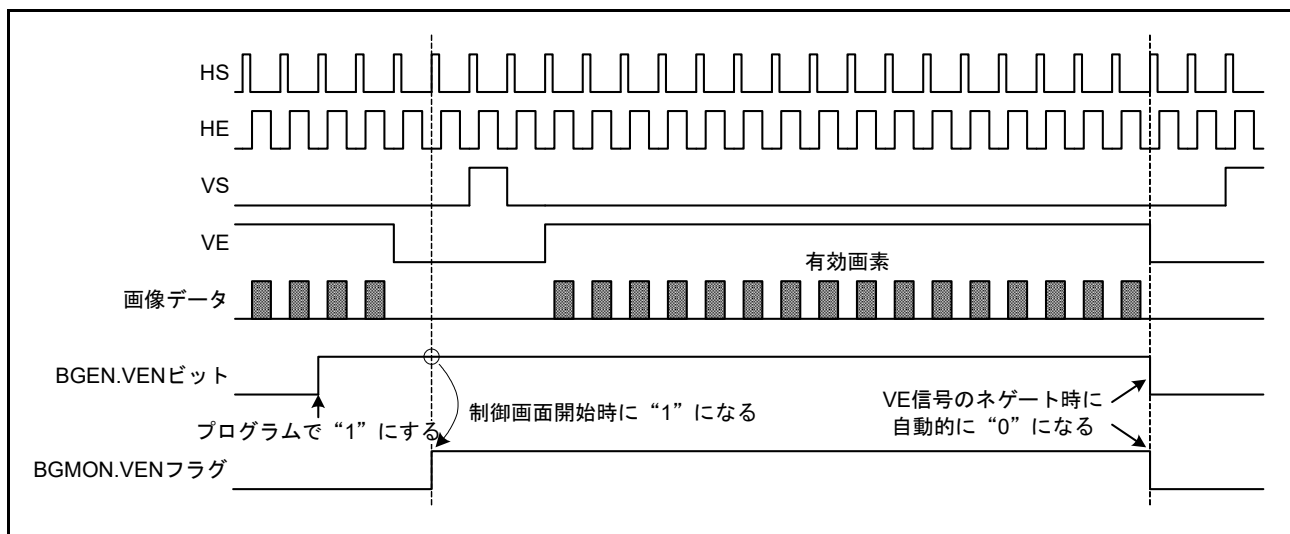 HS
HE
VS
VE
有効画素
画像データ
BGEN.VENビット
プログラムで“1”にする
制御画面開始時に“1”になる
VE信号のネゲート時に
自動的に“0”になる
BGMON.VENフラグ